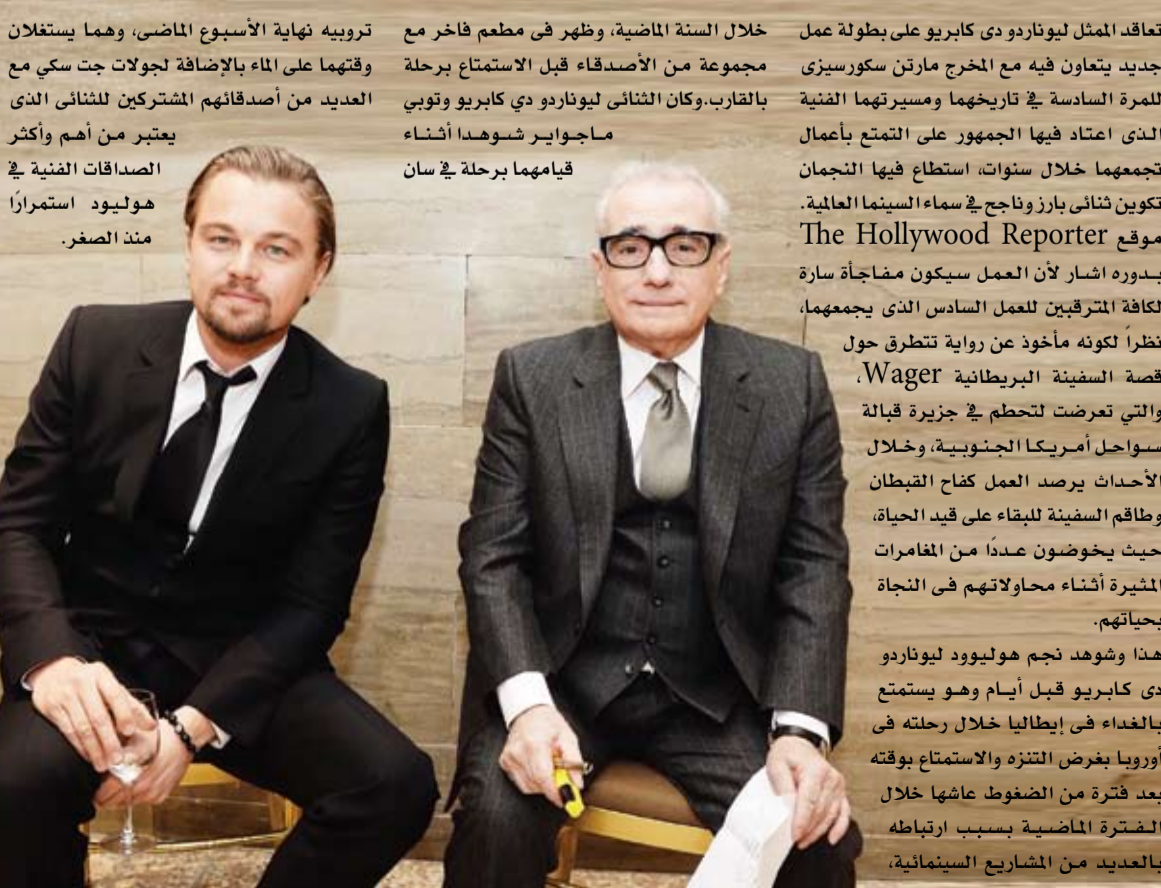 تعاقد الممثل ليوناردو دى كابريو على بطولة عمل
جديد يتعاون فيه مع المخرج مارتن سكورسيزى
للمرة السادسة في تاريخهما ومسيرتهما الفنية
الذى اعتاد فيها الجمهور على التمتع بأعمال
تجمعهما خلال سنوات، استطاع فيها النجمان
تكوين ثنائى بارز وناجح في سماء السينما العالمية.
موقع The Hollywood Reporter
بدوره اشار لأن العمل سيكون مفاجأة سارة
لكافة المترقبين للعمل السادس الذى يجمعهما،
نظراً لكونه مأخوذ عن رواية تتطرق حول
قصة السفينة البريطانية Wager،
والتي تعرضت لتحطم في جزيرة قبالة
سواحل أمريكا الجنوبية، وخلال
الأحداث يرصد العمل كفاح القبطان
وطاقم السفينة للبقاء على قيد الحياة،
حيث يخوضون عددًا من المغامرات
المثيرة أثناء محاولاتهم فى النجاة
بحياتهم.
هذا وشوهد نجم هوليوود ليوناردو
دى كابريو قبل أيام وهو يستمتع
بالغداء فى إيطاليا خلال رحلته فى
أوروبا بغرض التنزه والاستمتاع بوقته
بعد فترة من الضغوط عاشها خلال
الفترة الماضية بسبب ارتباطه
بالعديد من المشاريع السينمائية،
خلال السنة الماضية، وظهر فى مطعم فاخر مع
مجموعة من الأصدقاء قبل الاستمتاع برحلة
بالقارب.وكان الثنائى ليوناردو دي كابريو وتوبي
ماجواير شوهدا أثناء
قيامهما برحلة في سان
تروبيه نهاية الأسبوع الماضى، وهما يستغلان
وقتهما على الماء بالإضافة لجولات جت سكي مع
العديد من أصدقائهم المشتركين للثنائى الذى
يعتبر من أهم وأكثر
الصداقات الفنية في
هوليود استمرارًا
منذ الصغر.